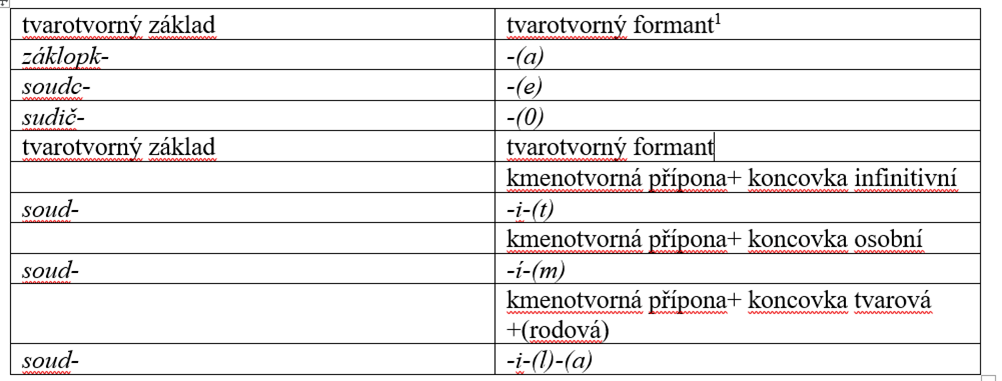 tvarotvorný základ tvarotvorný formant¹
záklopk- -(a)
soudc- -(e)
sudič- -(0)
tvarotvorný základ tvarotvorný formant
kmenotvorná přípona+ koncovka infinitivní
soud- -i-(t)
kmenotvorná přípona+ koncovka osobní
soud- -í-(m)
kmenotvorná přípona+ koncovka tvarová
+(rodová)
soud- -i-(l)-(a)